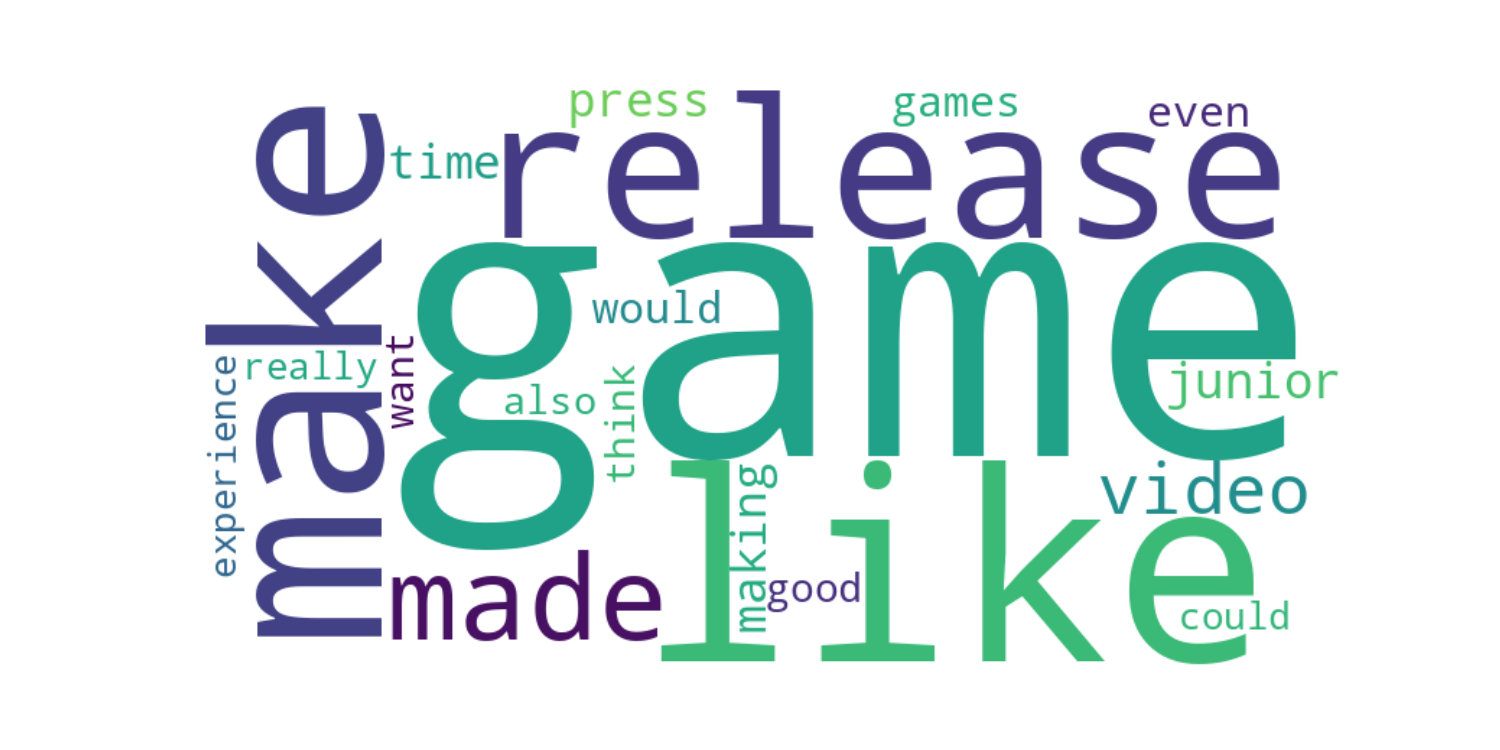 press
games
even
time
release
make
game
would
really
want
experience
also
think
junior
video
like
made
making
good
could